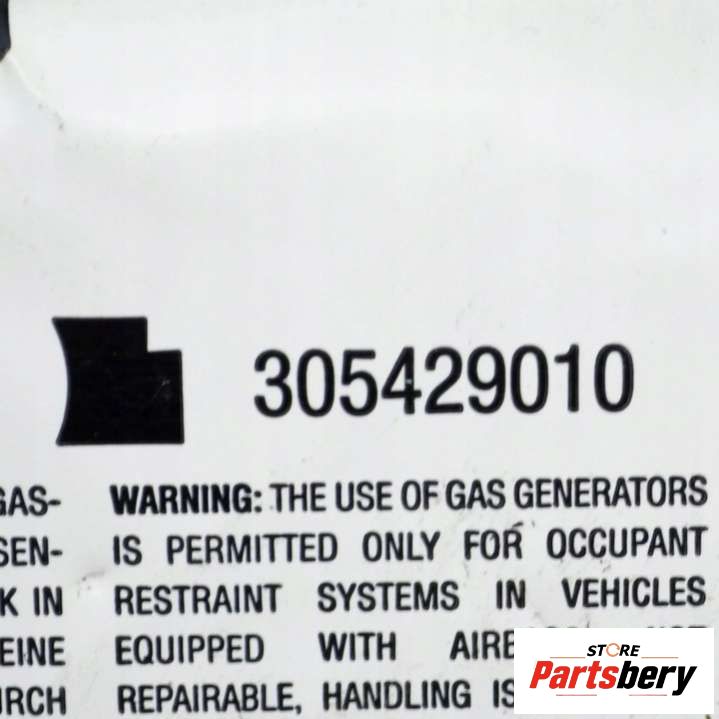 305429010
GAS- WARNING: THE USE OF GAS GENERATORS
SEN- IS PERMITTED ONLY FOR OCCUPANT
K IN RESTRAINT SYSTEMS IN VEHICLES
EINE EQUIPPED WITH
URCH REPAIRABLE, HANDLING IS
STORE
Partsbery